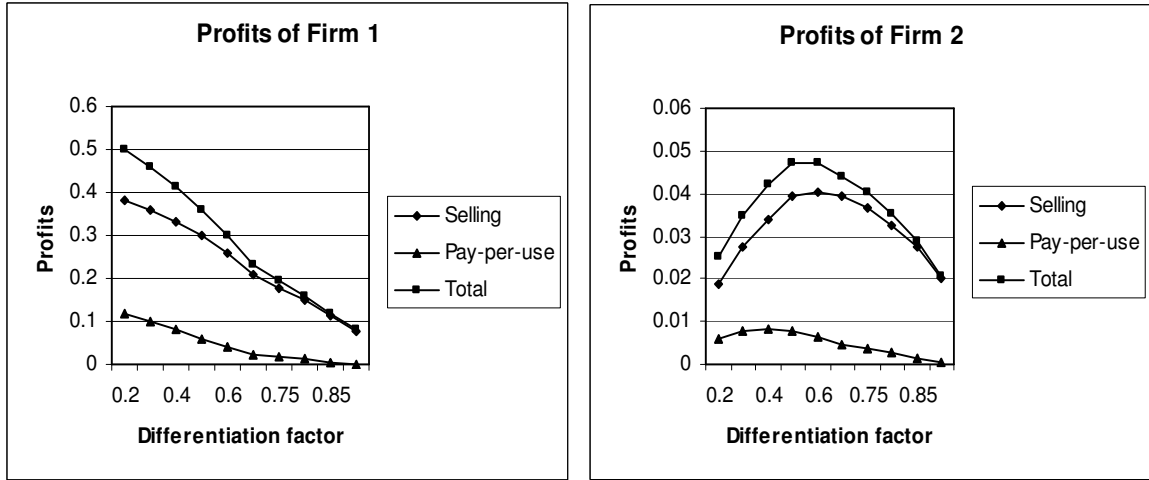 Profits of Firm 1
0.6
0.5
0.4
0.3
0.2
0.1
0
Profits
0.2 0.4 0.6 0.75 0.85
Differentiation factor
Selling
Pay-per-use
Total
Profits of Firm 2
0.06
0.05
0.04
0.03
0.02
0.01
0
Profits
0.2 0.4 0.6 0.75 0.85
Differentiation factor
Selling
Pay-per-use
Total